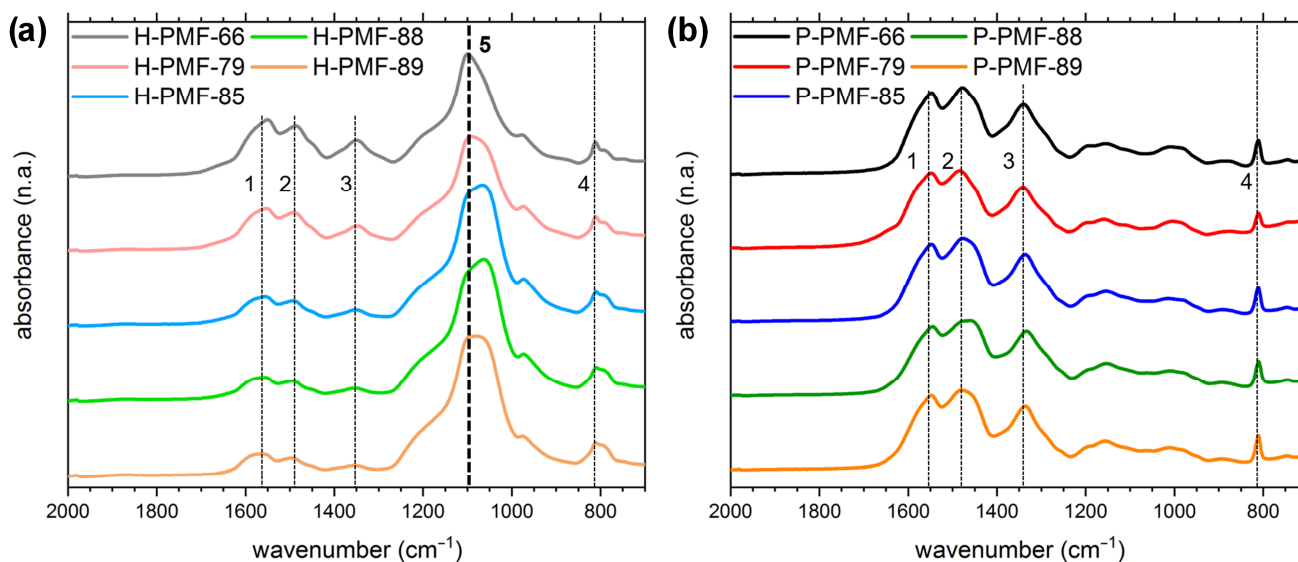 (a)
H-PMF-66 H-PMF-88
H-PMF-79 H-PMF-89
H-PMF-85
5
1 2 3 4
absorbance (n.a.)
2000 1800 1600 1400 1200 1000 800
wavenumber (cm⁻¹)
(b)
P-PMF-66 P-PMF-88
P-PMF-79 P-PMF-89
P-PMF-85
1 2 3 4
absorbance (n.a.)
2000 1800 1600 1400 1200 1000 800
wavenumber (cm⁻¹)